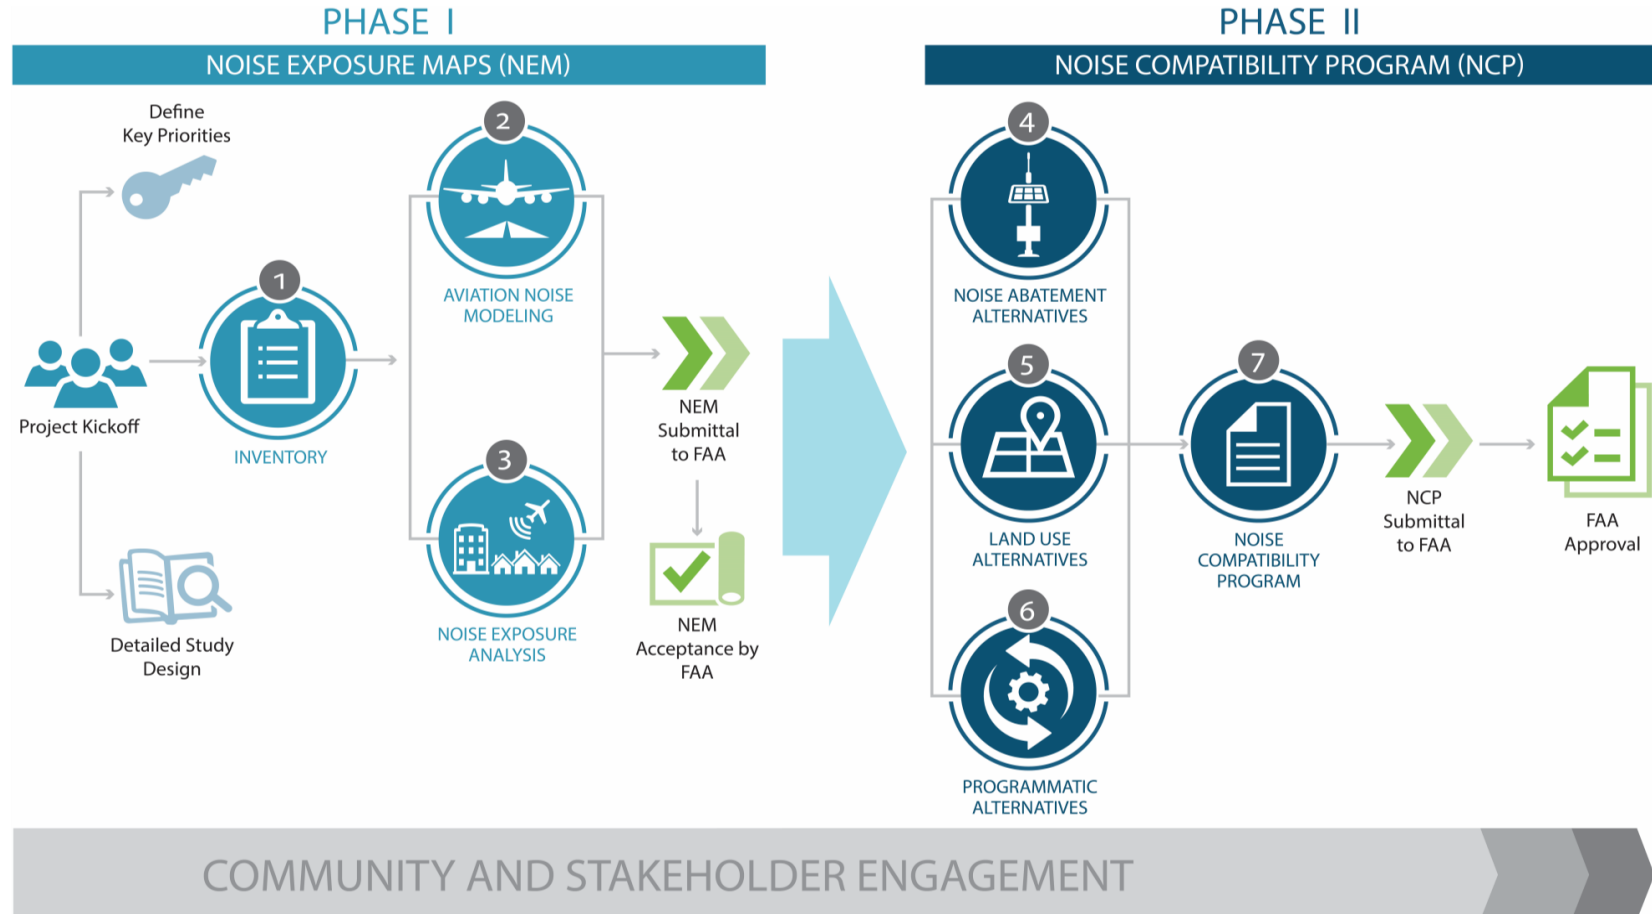 PHASE I
NOISE EXPOSURE MAPS (NEM)
Define
Key Priorities
Project Kickoff
Detailed Study
Design
1
INVENTORY
2
AVIATION NOISE
MODELING
3
NOISE EXPOSURE
ANALYSIS
NEM
Submittal
to FAA
NEM
Acceptance by
FAA
PHASE II
NOISE COMPATIBILITY PROGRAM (NCP)
4
NOISE ABATEMENT
ALTERNATIVES
5
LAND USE
ALTERNATIVES
6
PROGRAMMATIC
ALTERNATIVES
7
NOISE
COMPATIBILITY
PROGRAM
NCP
Submittal
to FAA
FAA
Approval
COMMUNITY AND STAKEHOLDER ENGAGEMENT